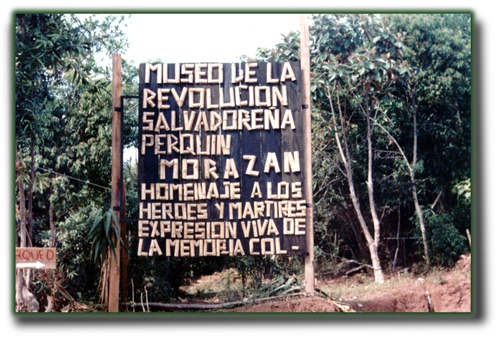 MUSEO DE LA
REVOLUCION
SALVADOREÑA
PERQUIN
MORAZAN
HOMENAJE A LOS
HEROES Y MARTIRES
EXPRESION VIVA DE
LA MEMORIA COL-